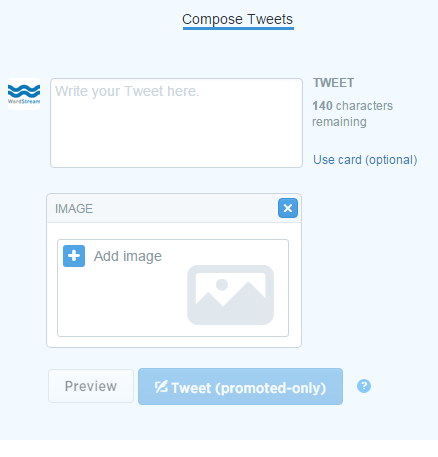 Compose Tweets
WordStream
Write your Tweet here.
TWEET
140 characters
remaining
Use card (optional)
IMAGE
Add image
Preview
Tweet (promoted-only)
?